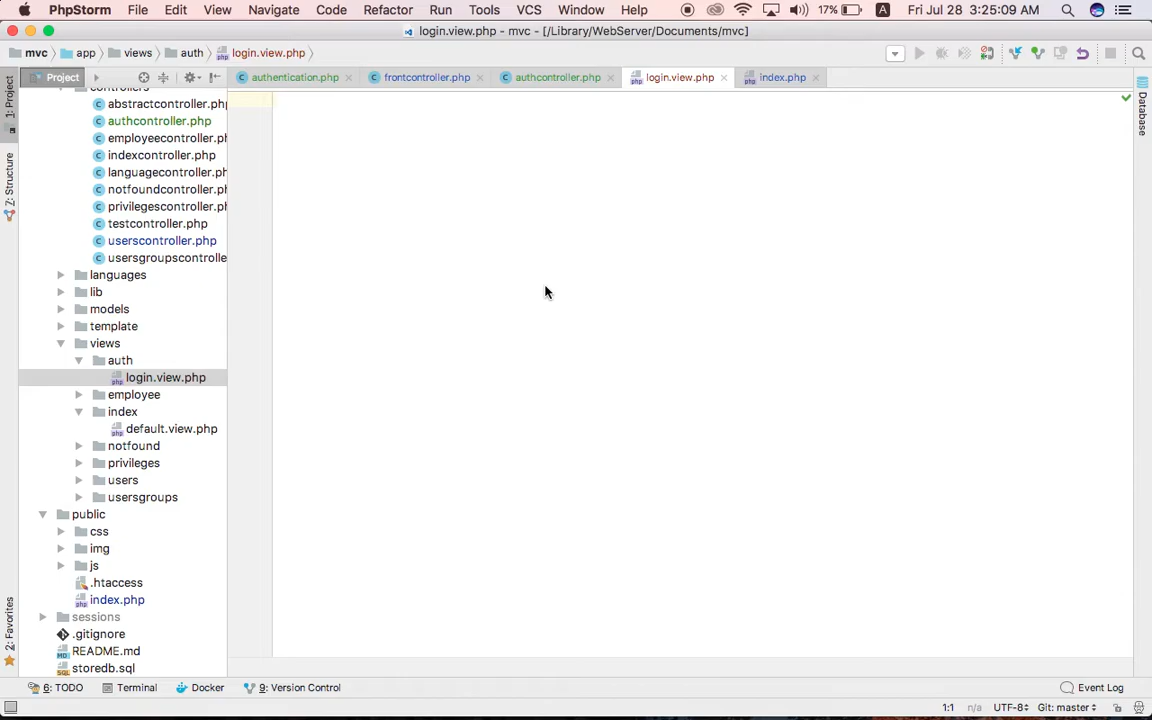 PhpStorm File Edit View Navigate Code Refactor Run Tools VCS Window Help 17% A Fri Jul 28 3:25:09 AM
login.view.php - mvc - [/Library/WebServer/Documents/mvc]
mvc app views auth login.view.php
Project authentication.php frontcontroller.php authcontroller.php login.view.php index.php
1: Project
Z: Structure
2: Favorites
Database
controllers
abstractcontroller.php
authcontroller.php
employeecontroller.ph
indexcontroller.php
languagecontroller.ph
notfoundcontroller.ph
privilegescontroller.ph
testcontroller.php
userscontroller.php
usersgroupscontrolle
languages
lib
models
template
views
auth
login.view.php
employee
index
default.view.php
notfound
privileges
users
usersgroups
public
css
img
js
.htaccess
index.php
sessions
.gitignore
README.md
storedb.sql
6: TODO Terminal Docker 9: Version Control Event Log
1:1 n/a UTF-8 Git: master